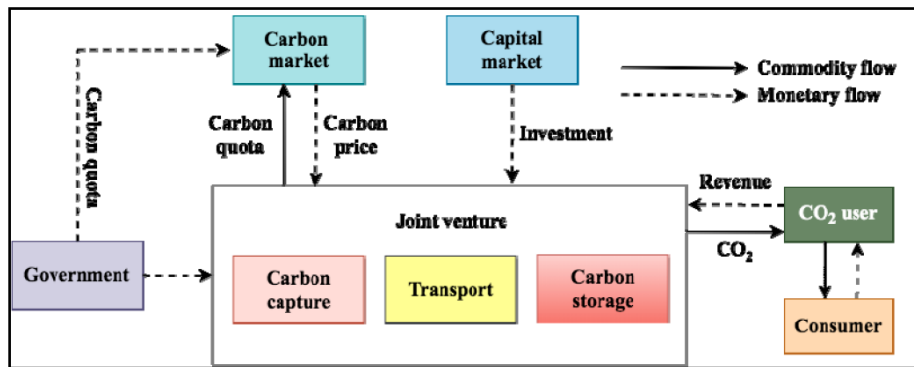 Carbon
market
Capital
market
Commodity flow
Monetary flow
Carbon quota
Carbon
quota
Carbon
price
Investment
Revenue
Joint venture
CO₂ user
CO₂
Government
Carbon
capture
Transport
Carbon
storage
Consumer